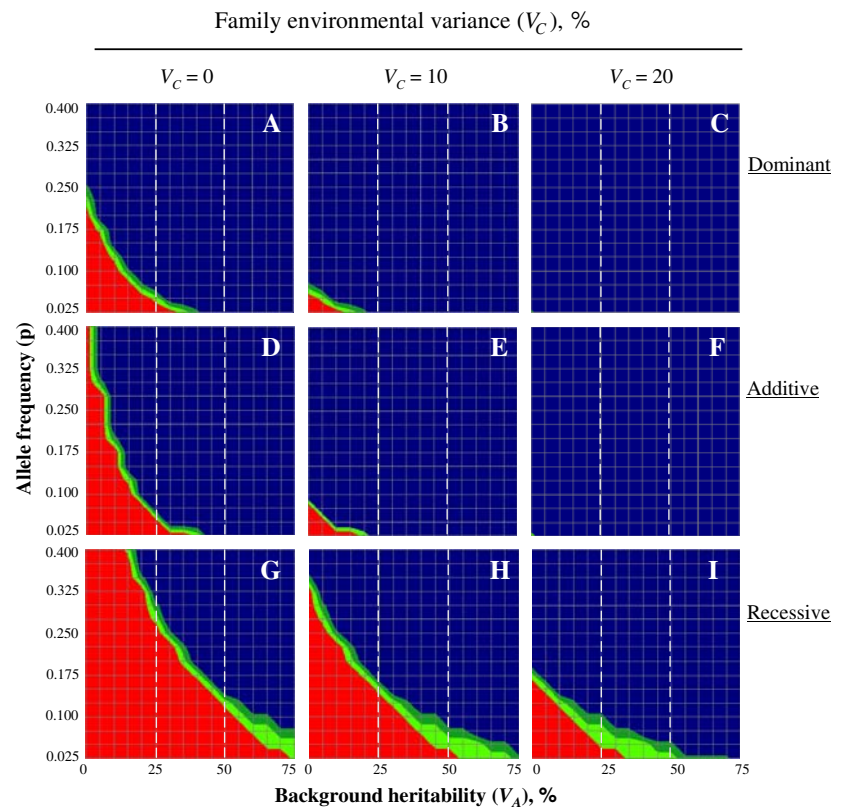 Family environmental variance (V_C), %
V_C = 0
V_C = 10
V_C = 20
0.400
0.325
0.250
0.175
0.100
0.025
A
B
C
Dominant
Allele frequency (p)
0.400
0.325
0.250
0.175
0.100
0.025
D
E
F
Additive
0.400
0.325
0.250
0.175
0.100
0.025
G
H
I
Recessive
0 25 50 75
0 25 50 75
0 25 50 75
Background heritability (V_A), %